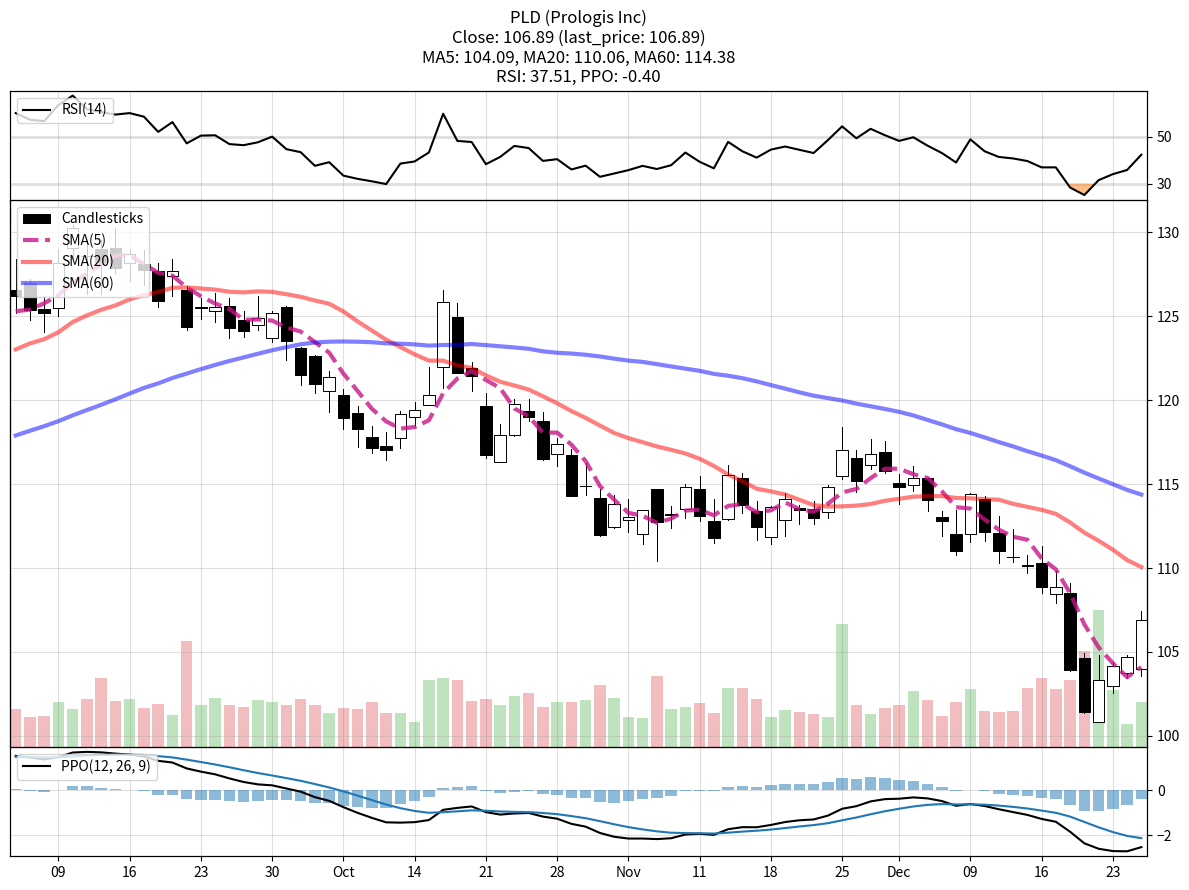 PLD (Prologis Inc)
Close: 106.89 (last_price: 106.89)
MA5: 104.09, MA20: 110.06, MA60: 114.38
RSI: 37.51, PPO: -0.40
RSI(14)
50
30
Candlesticks
SMA(5)
SMA(20)
SMA(60)
130
125
120
115
110
105
100
PPO(12, 26, 9)
0
−2
09 16 23 30 Oct 14 21 28 Nov 11 18 25 Dec 09 16 23